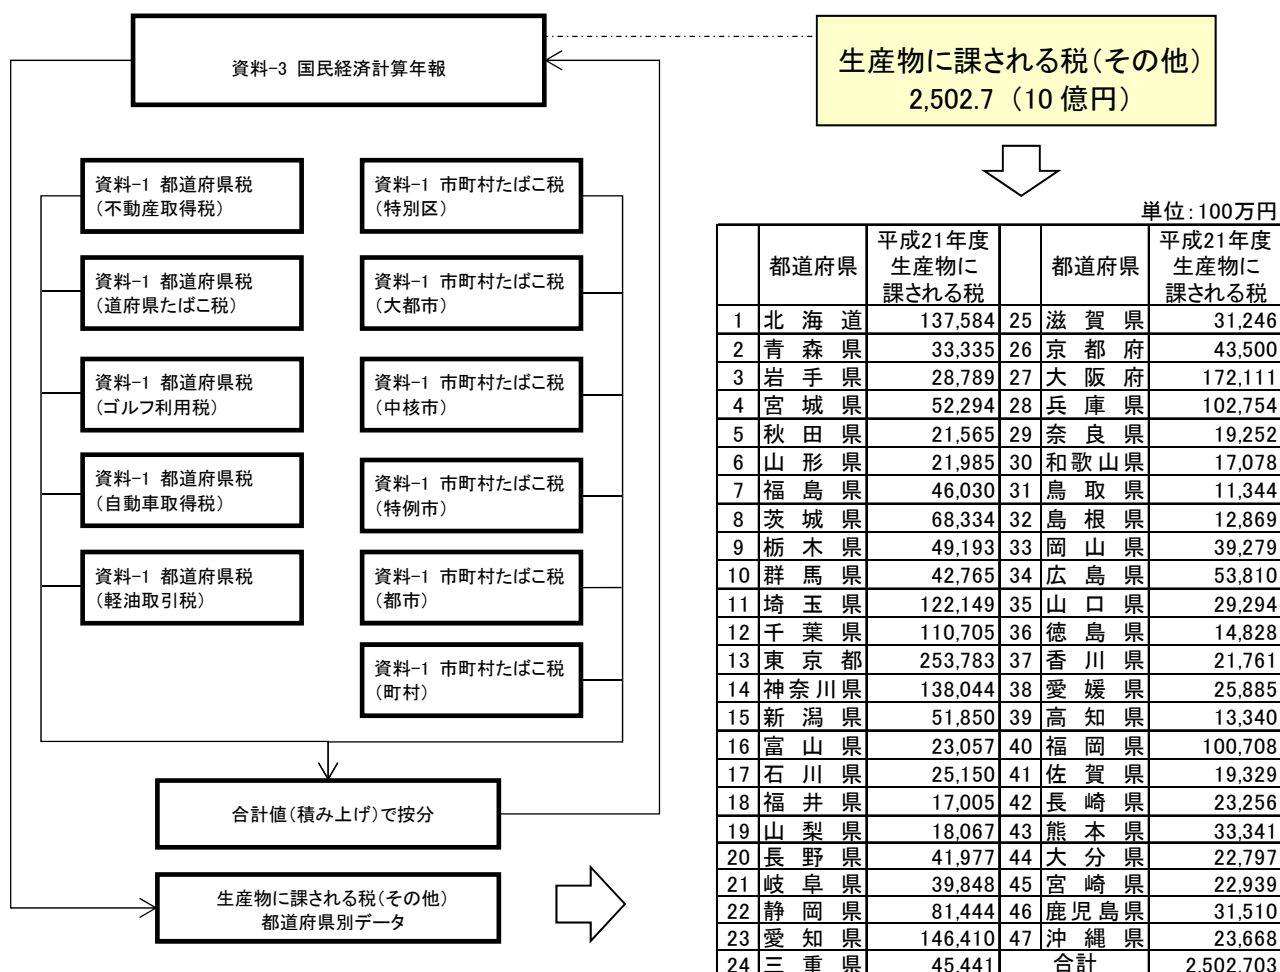 資料-3 国民経済計算年報
生産物に課される税(その他)
2,502.7 (10 億円)
資料-1 都道府県税
(不動産取得税)
資料-1 市町村たばこ税
(特別区)
資料-1 都道府県税
(道府県たばこ税)
資料-1 市町村たばこ税
(大都市)
資料-1 都道府県税
(ゴルフ利用税)
資料-1 市町村たばこ税
(中核市)
資料-1 都道府県税
(自動車取得税)
資料-1 市町村たばこ税
(特例市)
資料-1 都道府県税
(軽油取引税)
資料-1 市町村たばこ税
(都市)
資料-1 市町村たばこ税
(町村)
合計値(積み上げ)で按分
生産物に課される税(その他)
都道府県別データ
単位:100万円
都道府県 平成21年度 生産物に 課される税 都道府県 平成21年度 生産物に 課される税
1 北海道 137,584 25 滋賀県 31,246
2 青森県 33,335 26 京都府 43,500
3 岩手県 28,789 27 大阪府 172,111
4 宮城県 52,294 28 兵庫県 102,754
5 秋田県 21,565 29 奈良県 19,252
6 山形県 21,985 30 和歌山県 17,078
7 福島県 46,030 31 鳥取県 11,344
8 茨城県 68,334 32 島根県 12,869
9 栃木県 49,193 33 岡山県 39,279
10 群馬県 42,765 34 広島県 53,810
11 埼玉県 122,149 35 山口県 29,294
12 千葉県 110,705 36 徳島県 14,828
13 東京都 253,783 37 香川県 21,761
14 神奈川県 138,044 38 愛媛県 25,885
15 新潟県 51,850 39 高知県 13,340
16 富山県 23,057 40 福岡県 100,708
17 石川県 25,150 41 佐賀県 19,329
18 福井県 17,005 42 長崎県 23,256
19 山梨県 18,067 43 熊本県 33,341
20 長野県 41,977 44 大分県 22,797
21 岐阜県 39,848 45 宮崎県 22,939
22 静岡県 81,444 46 鹿児島県 31,510
23 愛知県 146,410 47 沖縄県 23,668
24 三重県 45,441 合計 2,502,703